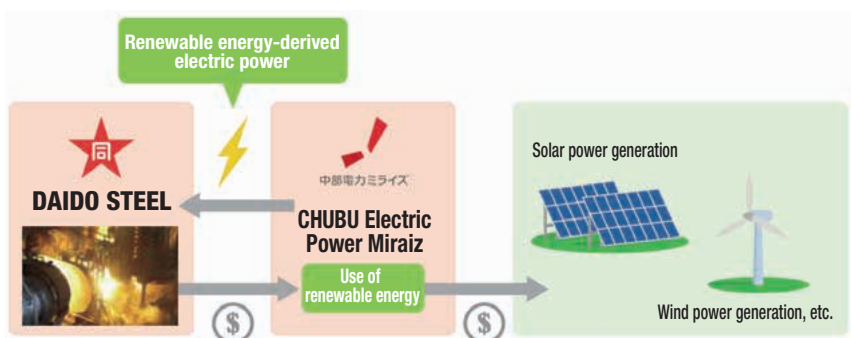 Renewable energy-derived
electric power
同
DAIDO STEEL
中部電力ミライズ
CHUBU Electric
Power Miraiz
Use of
renewable energy
$
$
Solar power generation
Wind power generation, etc.